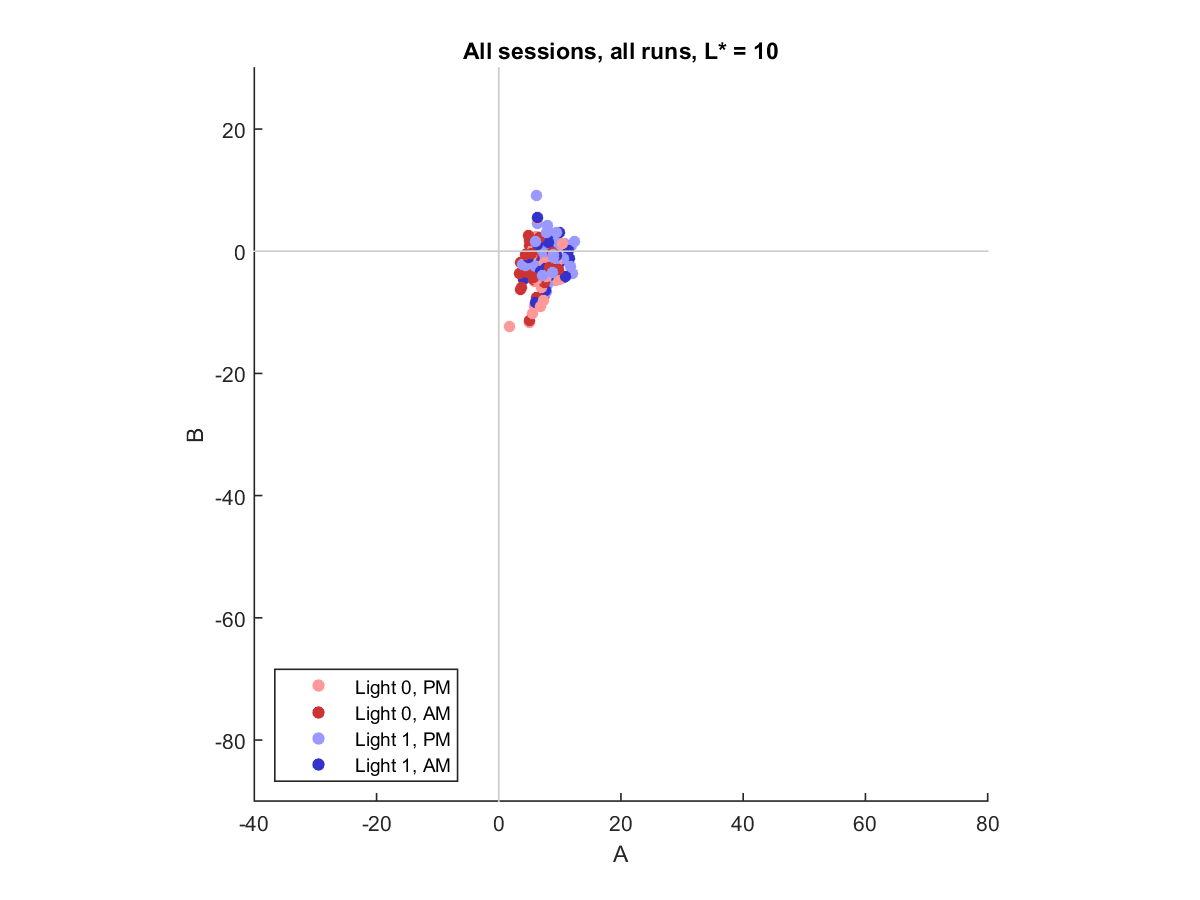 All sessions, all runs, L* = 10
20
0
-20
-40
-60
-80
B
Light 0, PM
Light 0, AM
Light 1, PM
Light 1, AM
-40 -20 0 20 40 60 80
A